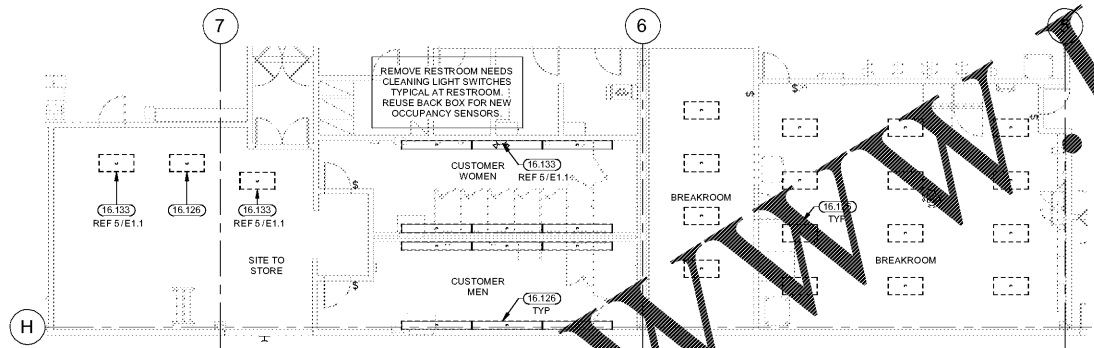 7
6
REMOVE RESTROOM NEEDS
CLEANING LIGHT SWITCHES
TYPICAL AT RESTROOM.
REUSE BACK BOX FOR NEW
OCCUPANCY SENSORS.
$
$
$
$
$
CUSTOMER
WOMEN
16.133
REF 5/E1.1
16.133
REF 5/E1.1
16.126
16.133
REF 5/E1.1
BREAKROOM
TYP
SITE TO
STORE
BREAKROOM
CUSTOMER
MEN
16.126
TYP
H
WWWW